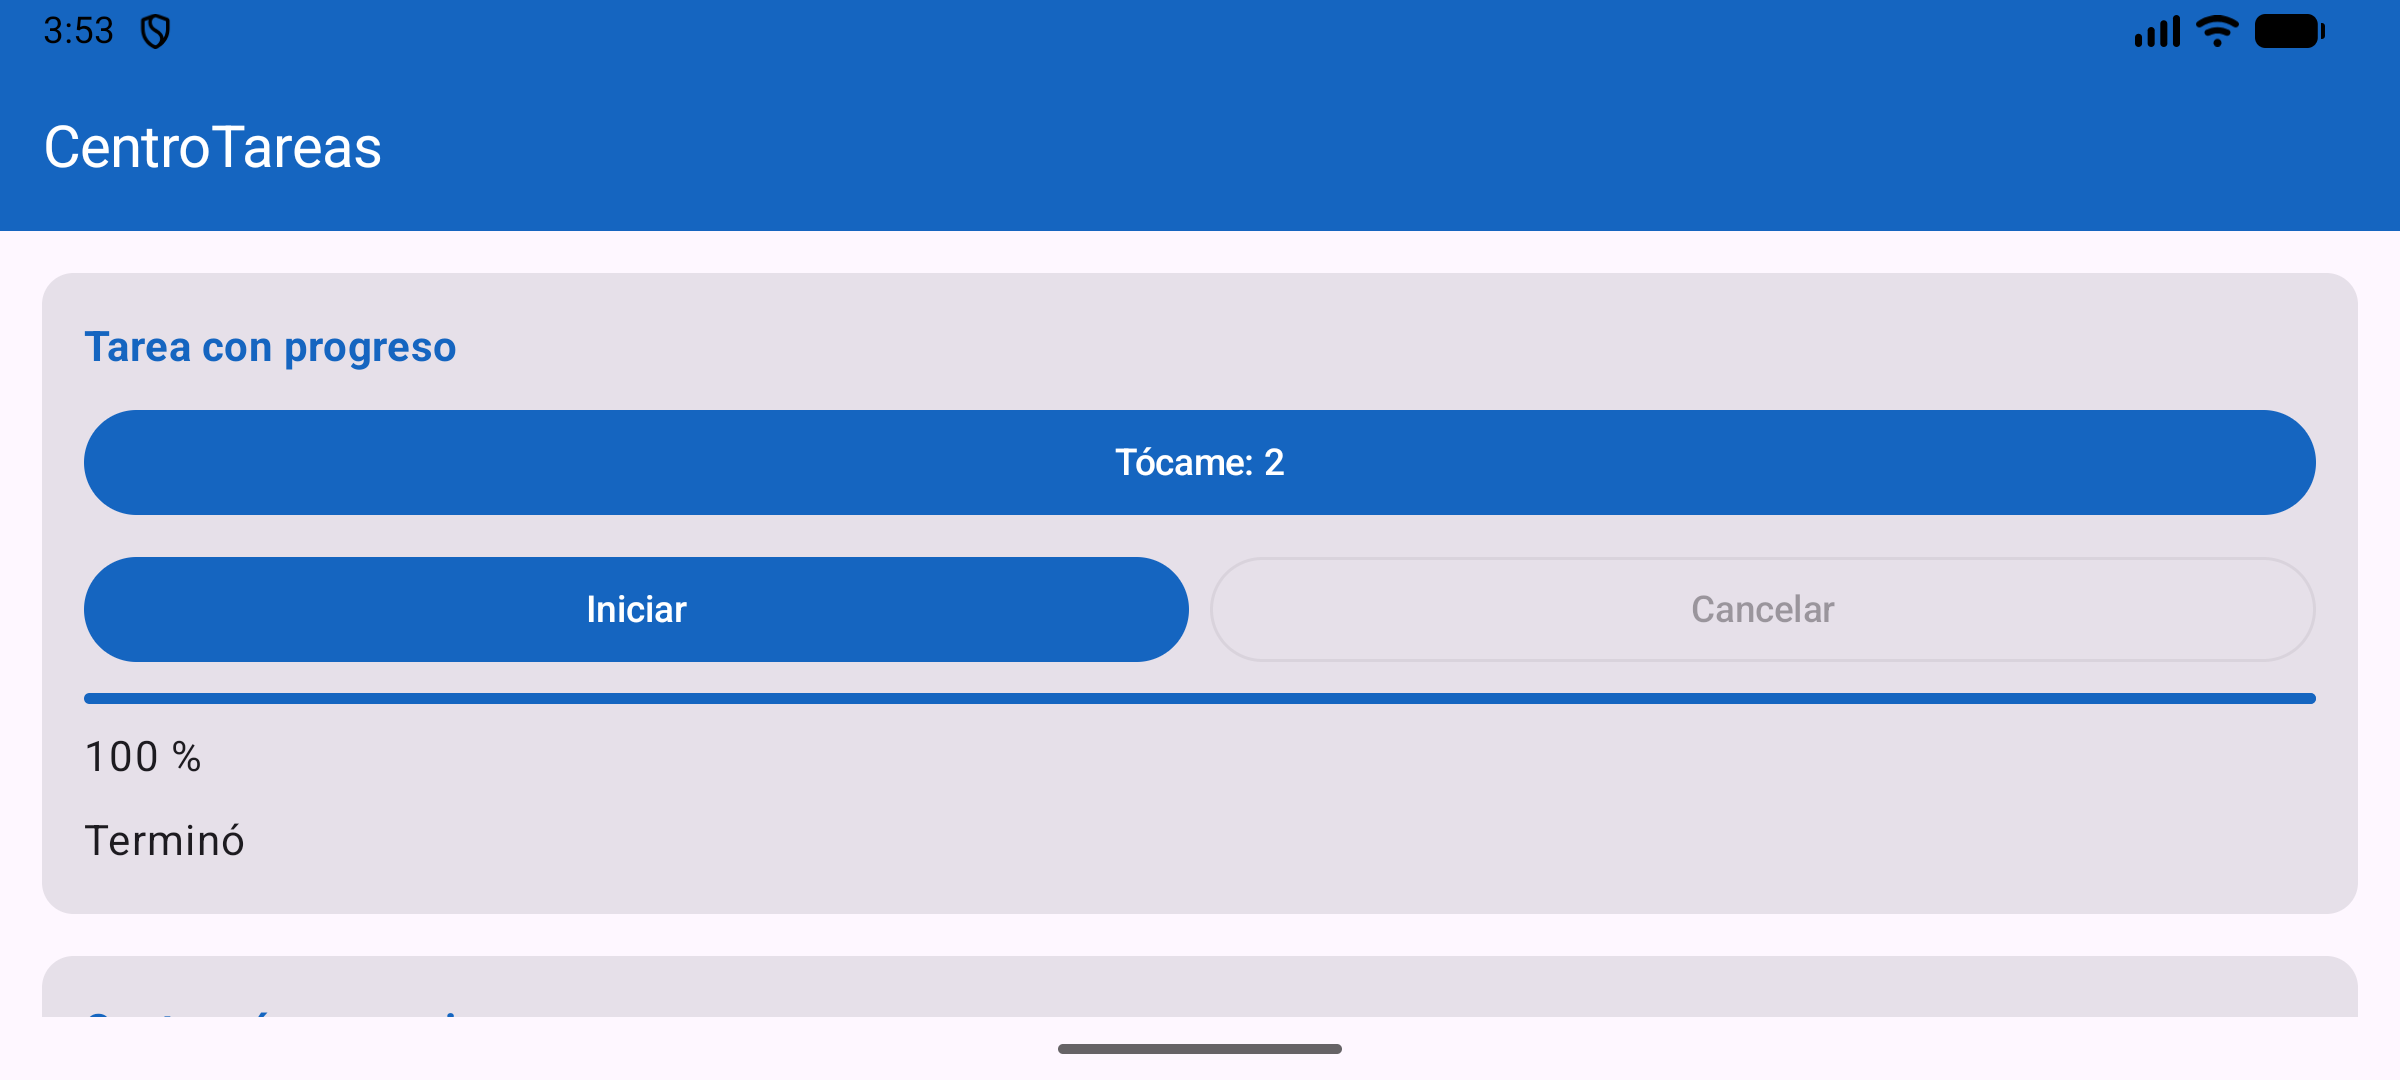 3:53
CentroTareas
Tarea con progreso
Tócame: 2
Iniciar
Cancelar
100 %
Terminó